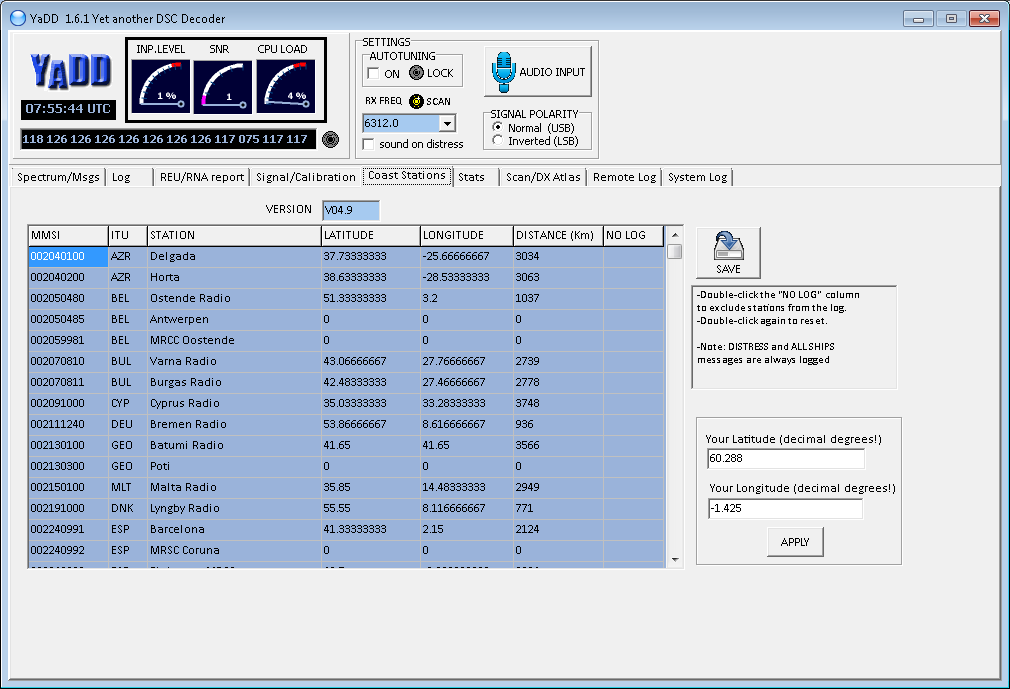 YaDD 1.6.1 Yet another DSC Decoder
YADD
07:55:44 UTC
INP.LEVEL SNR CPU LOAD
1 % 1 4 %
118 126 126 126 126 126 126 126 117 075 117 117
SETTINGS
AUTOTUNING
ON LOCK
RX FREQ SCAN
6312.0
sound on distress
AUDIO INPUT
SIGNAL POLARITY
Normal (USB)
Inverted (LSB)
Spectrum/Msgs Log REU/RNA report Signal/Calibration Coast Stations Stats Scan/DX Atlas Remote Log System Log
VERSION V04.9
MMSI ITU STATION LATITUDE LONGITUDE DISTANCE (Km) NO LOG
002040100 AZR Delgada 37.73333333 -25.66666667 3034
002040200 AZR Horta 38.63333333 -28.53333333 3063
002050480 BEL Ostende Radio 51.33333333 3.2 1037
002050485 BEL Antwerpen 0 0 0
002059981 BEL MRCC Oostende 0 0 0
002070810 BUL Varna Radio 43.06666667 27.76666667 2739
002070811 BUL Burgas Radio 42.48333333 27.46666667 2778
002091000 CYP Cyprus Radio 35.03333333 33.28333333 3748
002111240 DEU Bremen Radio 53.86666667 8.616666667 936
002130100 GEO Batumi Radio 41.65 41.65 3566
002130300 GEO Poti 0 0 0
002150100 MLT Malta Radio 35.85 14.48333333 2949
002191000 DNK Lyngby Radio 55.55 8.116666667 771
002240991 ESP Barcelona 41.33333333 2.15 2124
002240992 ESP MRSC Coruna 0 0 0
SAVE
-Double-click the "NO LOG" column
to exclude stations from the log.
-Double-click again to reset.
-Note: DISTRESS and ALLSHIPS
messages are always logged
Your Latitude (decimal degrees!)
60.288
Your Longitude (decimal degrees!)
-1.425
APPLY